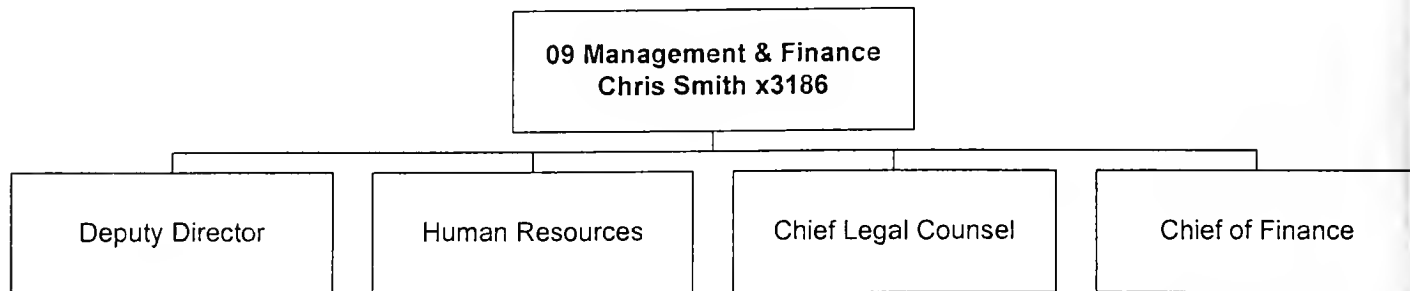 09 Management & Finance
Chris Smith x3186
Deputy Director
Human Resources
Chief Legal Counsel
Chief of Finance